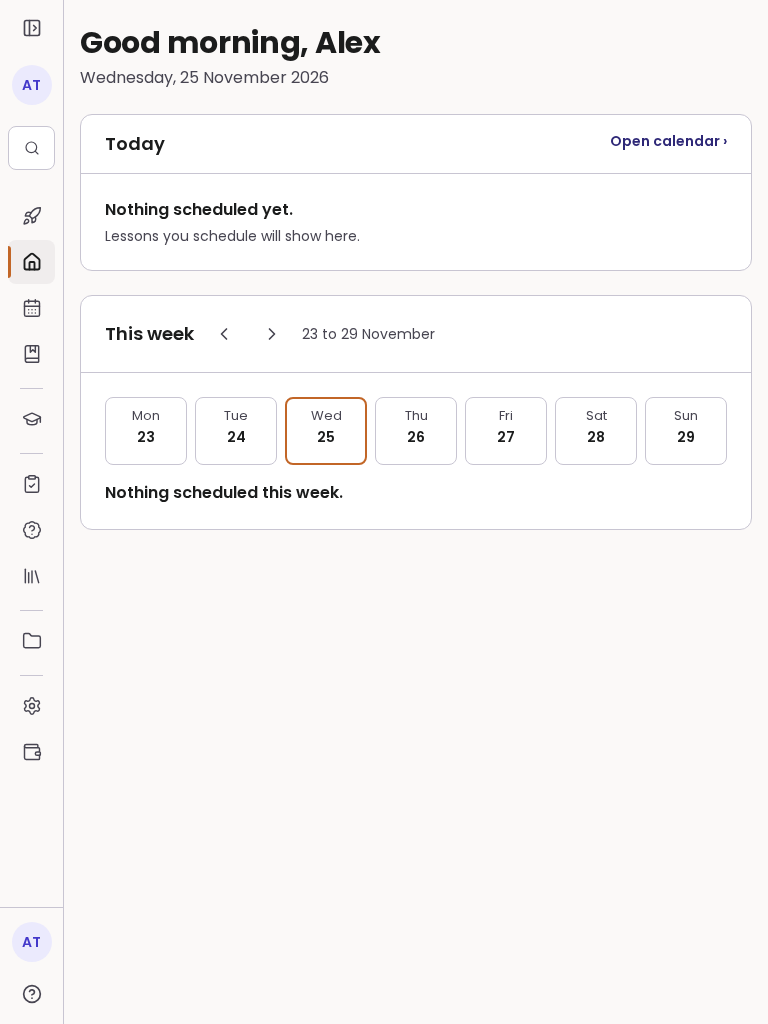 AT
Good morning, Alex
Wednesday, 25 November 2026
Today
Open calendar ›
Nothing scheduled yet.
Lessons you schedule will show here.
This week
23 to 29 November
Mon Tue Wed Thu Fri Sat Sun
23 24 25 26 27 28 29
Nothing scheduled this week.
AT